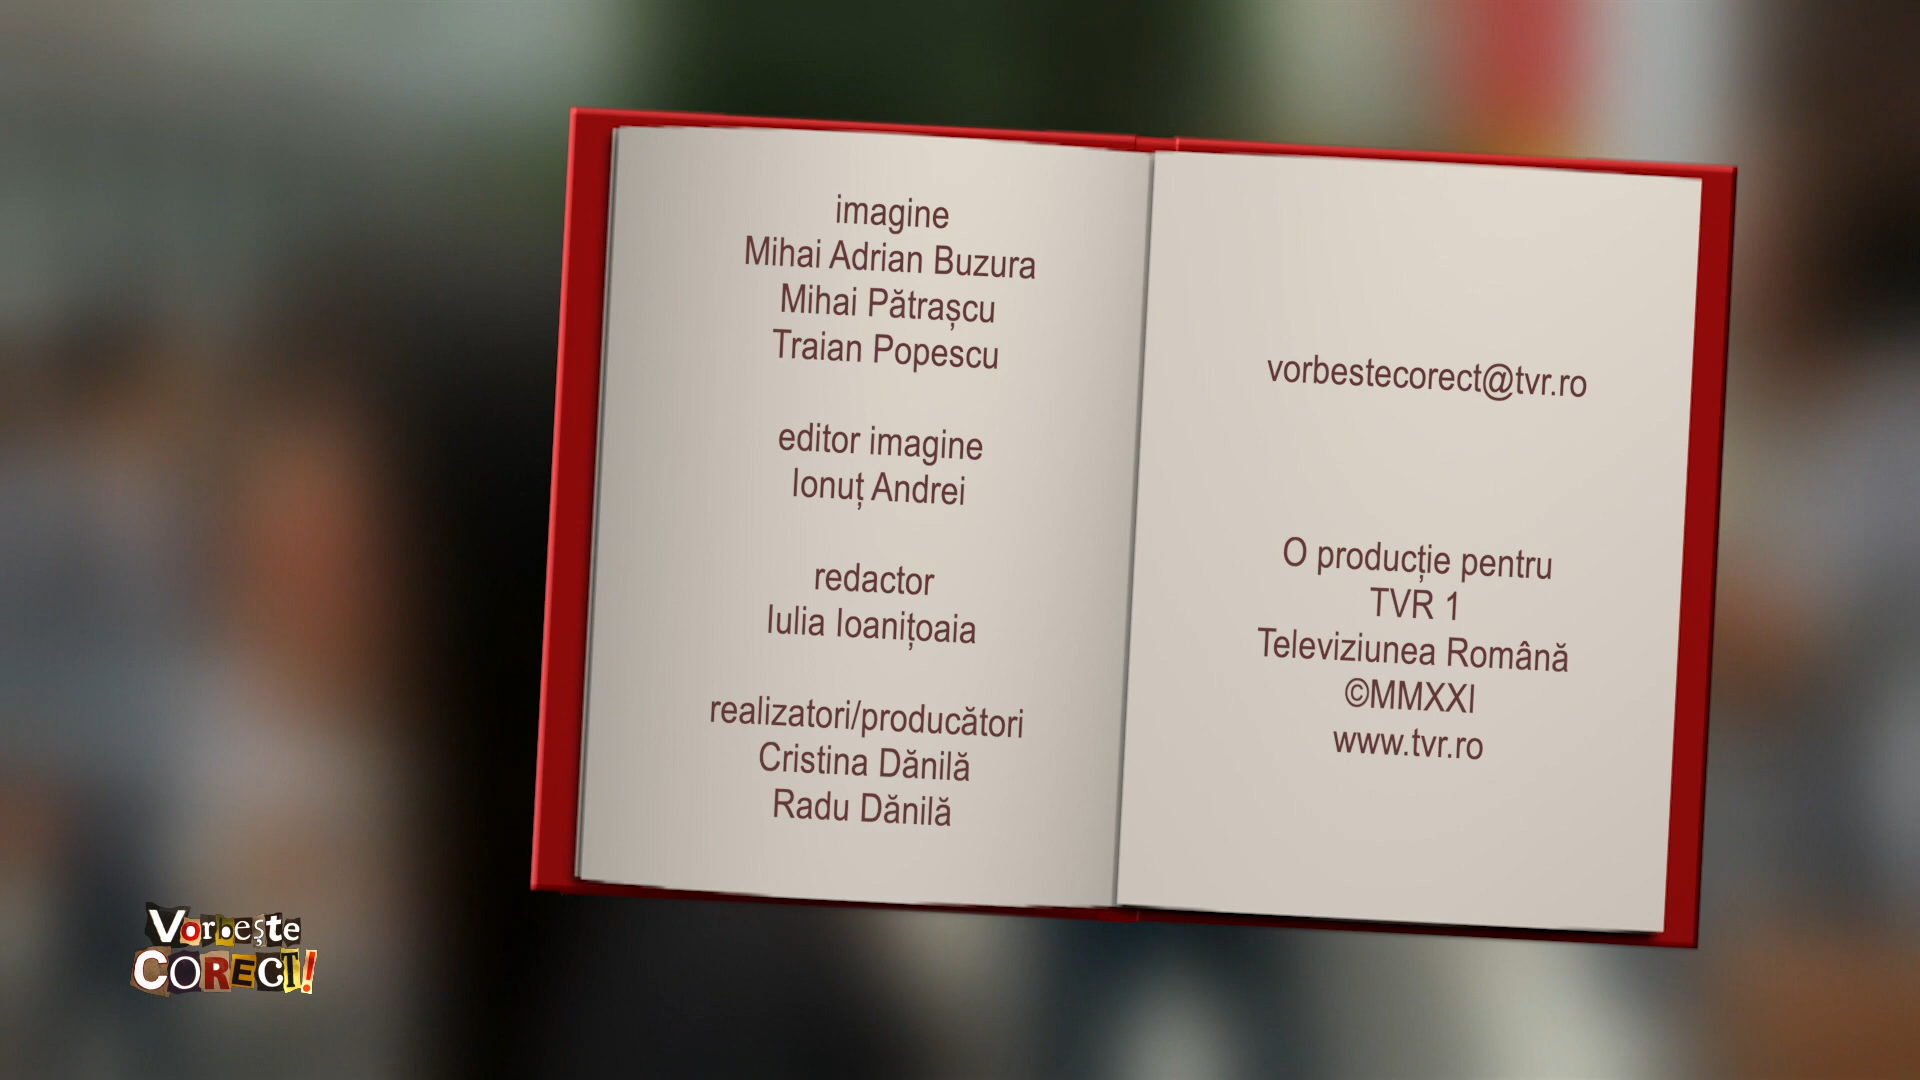 imagine
Mihai Adrian Buzura
Mihai Pătrașcu
Traian Popescu
editor imagine
Ionuț Andrei
redactor
Iulia Ioanițoaia
realizatori/producători
Cristina Dănilă
Radu Dănilă
vorbestecorect@tvr.ro
O producție pentru
TVR 1
Televiziunea Română
©MMXXI
www.tvr.ro
Vorbește
CORECT!